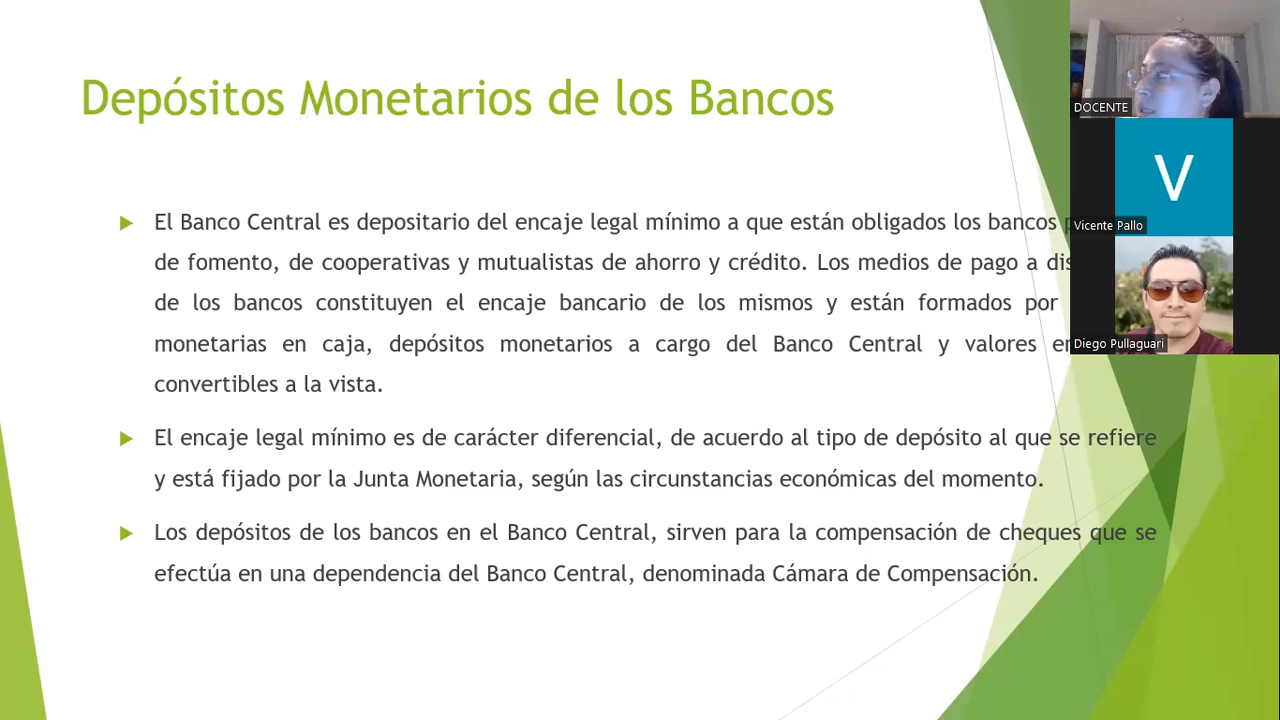 Depósitos Monetarios de los Bancos
El Banco Central es depositario del encaje legal mínimo a que están obligados los bancos
de fomento, de cooperativas y mutualistas de ahorro y crédito. Los medios de pago a
de los bancos constituyen el encaje bancario de los mismos y están formados por
monetarias en caja, depósitos monetarios a cargo del Banco Central y valores
convertibles a la vista.
El encaje legal mínimo es de carácter diferencial, de acuerdo al tipo de depósito al que se refiere
y está fijado por la Junta Monetaria, según las circunstancias económicas del momento.
Los depósitos de los bancos en el Banco Central, sirven para la compensación de cheques que se
efectúa en una dependencia del Banco Central, denominada Cámara de Compensación.
DOCENTE
V
Vicente Pallo
Diego Pullaguari